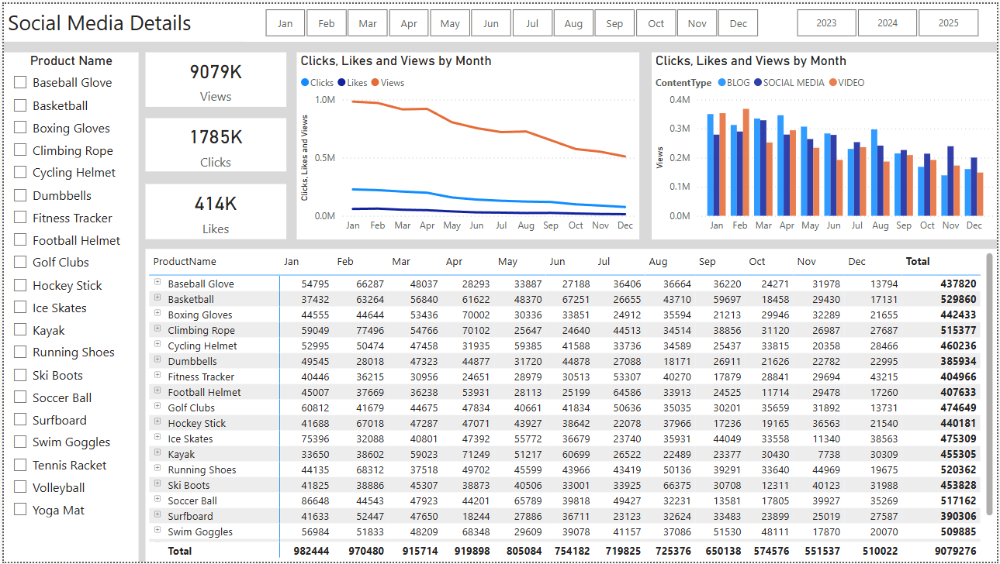 Social Media Details
Jan Feb Mar Apr May Jun Jul Aug Sep Oct Nov Dec
2023 2024 2025
Product Name
Baseball Glove
Basketball
Boxing Gloves
Climbing Rope
Cycling Helmet
Dumbbells
Fitness Tracker
Football Helmet
Golf Clubs
Hockey Stick
Ice Skates
Kayak
Running Shoes
Ski Boots
Soccer Ball
Surfboard
Swim Goggles
Tennis Racket
Volleyball
Yoga Mat
9079K
Views
1785K
Clicks
414K
Likes
Clicks, Likes and Views by Month
Clicks Likes Views
Clicks, Likes and Views
1.0M
0.5M
0.0M
Jan Feb Mar Apr May Jun Jul Aug Sep Oct Nov Dec
Clicks, Likes and Views by Month
ContentType BLOG SOCIAL MEDIA VIDEO
Views
0.4M
0.3M
0.2M
0.1M
0.0M
Jan Feb Mar Apr May Jun Jul Aug Sep Oct Nov Dec
ProductName Jan Feb Mar Apr May Jun Jul Aug Sep Oct Nov Dec Total
Baseball Glove 54795 66287 48037 28293 33887 27188 36406 36664 36220 24271 31978 13794 437820
Basketball 37432 63264 56840 61622 48370 67251 26655 43710 59697 18458 29430 17131 529860
Boxing Gloves 44555 44644 53436 70002 30336 33851 24912 35594 21213 29946 32289 21655 442433
Climbing Rope 59049 77496 54766 70102 25647 24640 44513 34514 38856 31120 26987 27687 515377
Cycling Helmet 52995 50474 47458 31935 59385 41588 33736 34589 25437 33815 20358 28466 460236
Dumbbells 49545 28018 47323 44877 31720 44878 27088 18171 26911 21626 22782 22995 385934
Fitness Tracker 40446 36215 30956 24651 28979 30513 53307 40270 17879 28841 29694 43215 404966
Football Helmet 45007 37669 36238 53931 28113 25199 64586 33913 24525 11714 29478 17260 407633
Golf Clubs 60812 41679 44675 47834 40661 41834 50636 35035 30201 35659 31892 13731 474649
Hockey Stick 41688 67018 47287 47071 43927 38642 22078 37966 17236 19165 36563 21540 440181
Ice Skates 75396 32088 40801 47392 55772 36679 23740 35931 44049 33558 11340 38563 475309
Kayak 33650 38602 59023 71249 51217 60699 26522 22489 23377 30430 7738 30309 455305
Running Shoes 44135 68312 37518 49702 45599 43966 43419 50136 39291 33640 44969 19675 520362
Ski Boots 41825 38886 45307 38873 40506 33001 33925 66375 30708 12311 40123 31988 453828
Soccer Ball 86648 44543 47923 44201 65789 39818 49427 32231 13581 17805 39927 35269 517162
Surfboard 41633 52447 47650 18244 27886 36711 23123 32624 33483 23899 25019 27587 390306
Swim Goggles 56984 51833 48209 68348 29609 39078 41157 37086 51530 48111 17870 20070 509885
Total 982444 970480 915714 919898 805084 754182 719825 725376 650138 574576 551537 510022 9079276